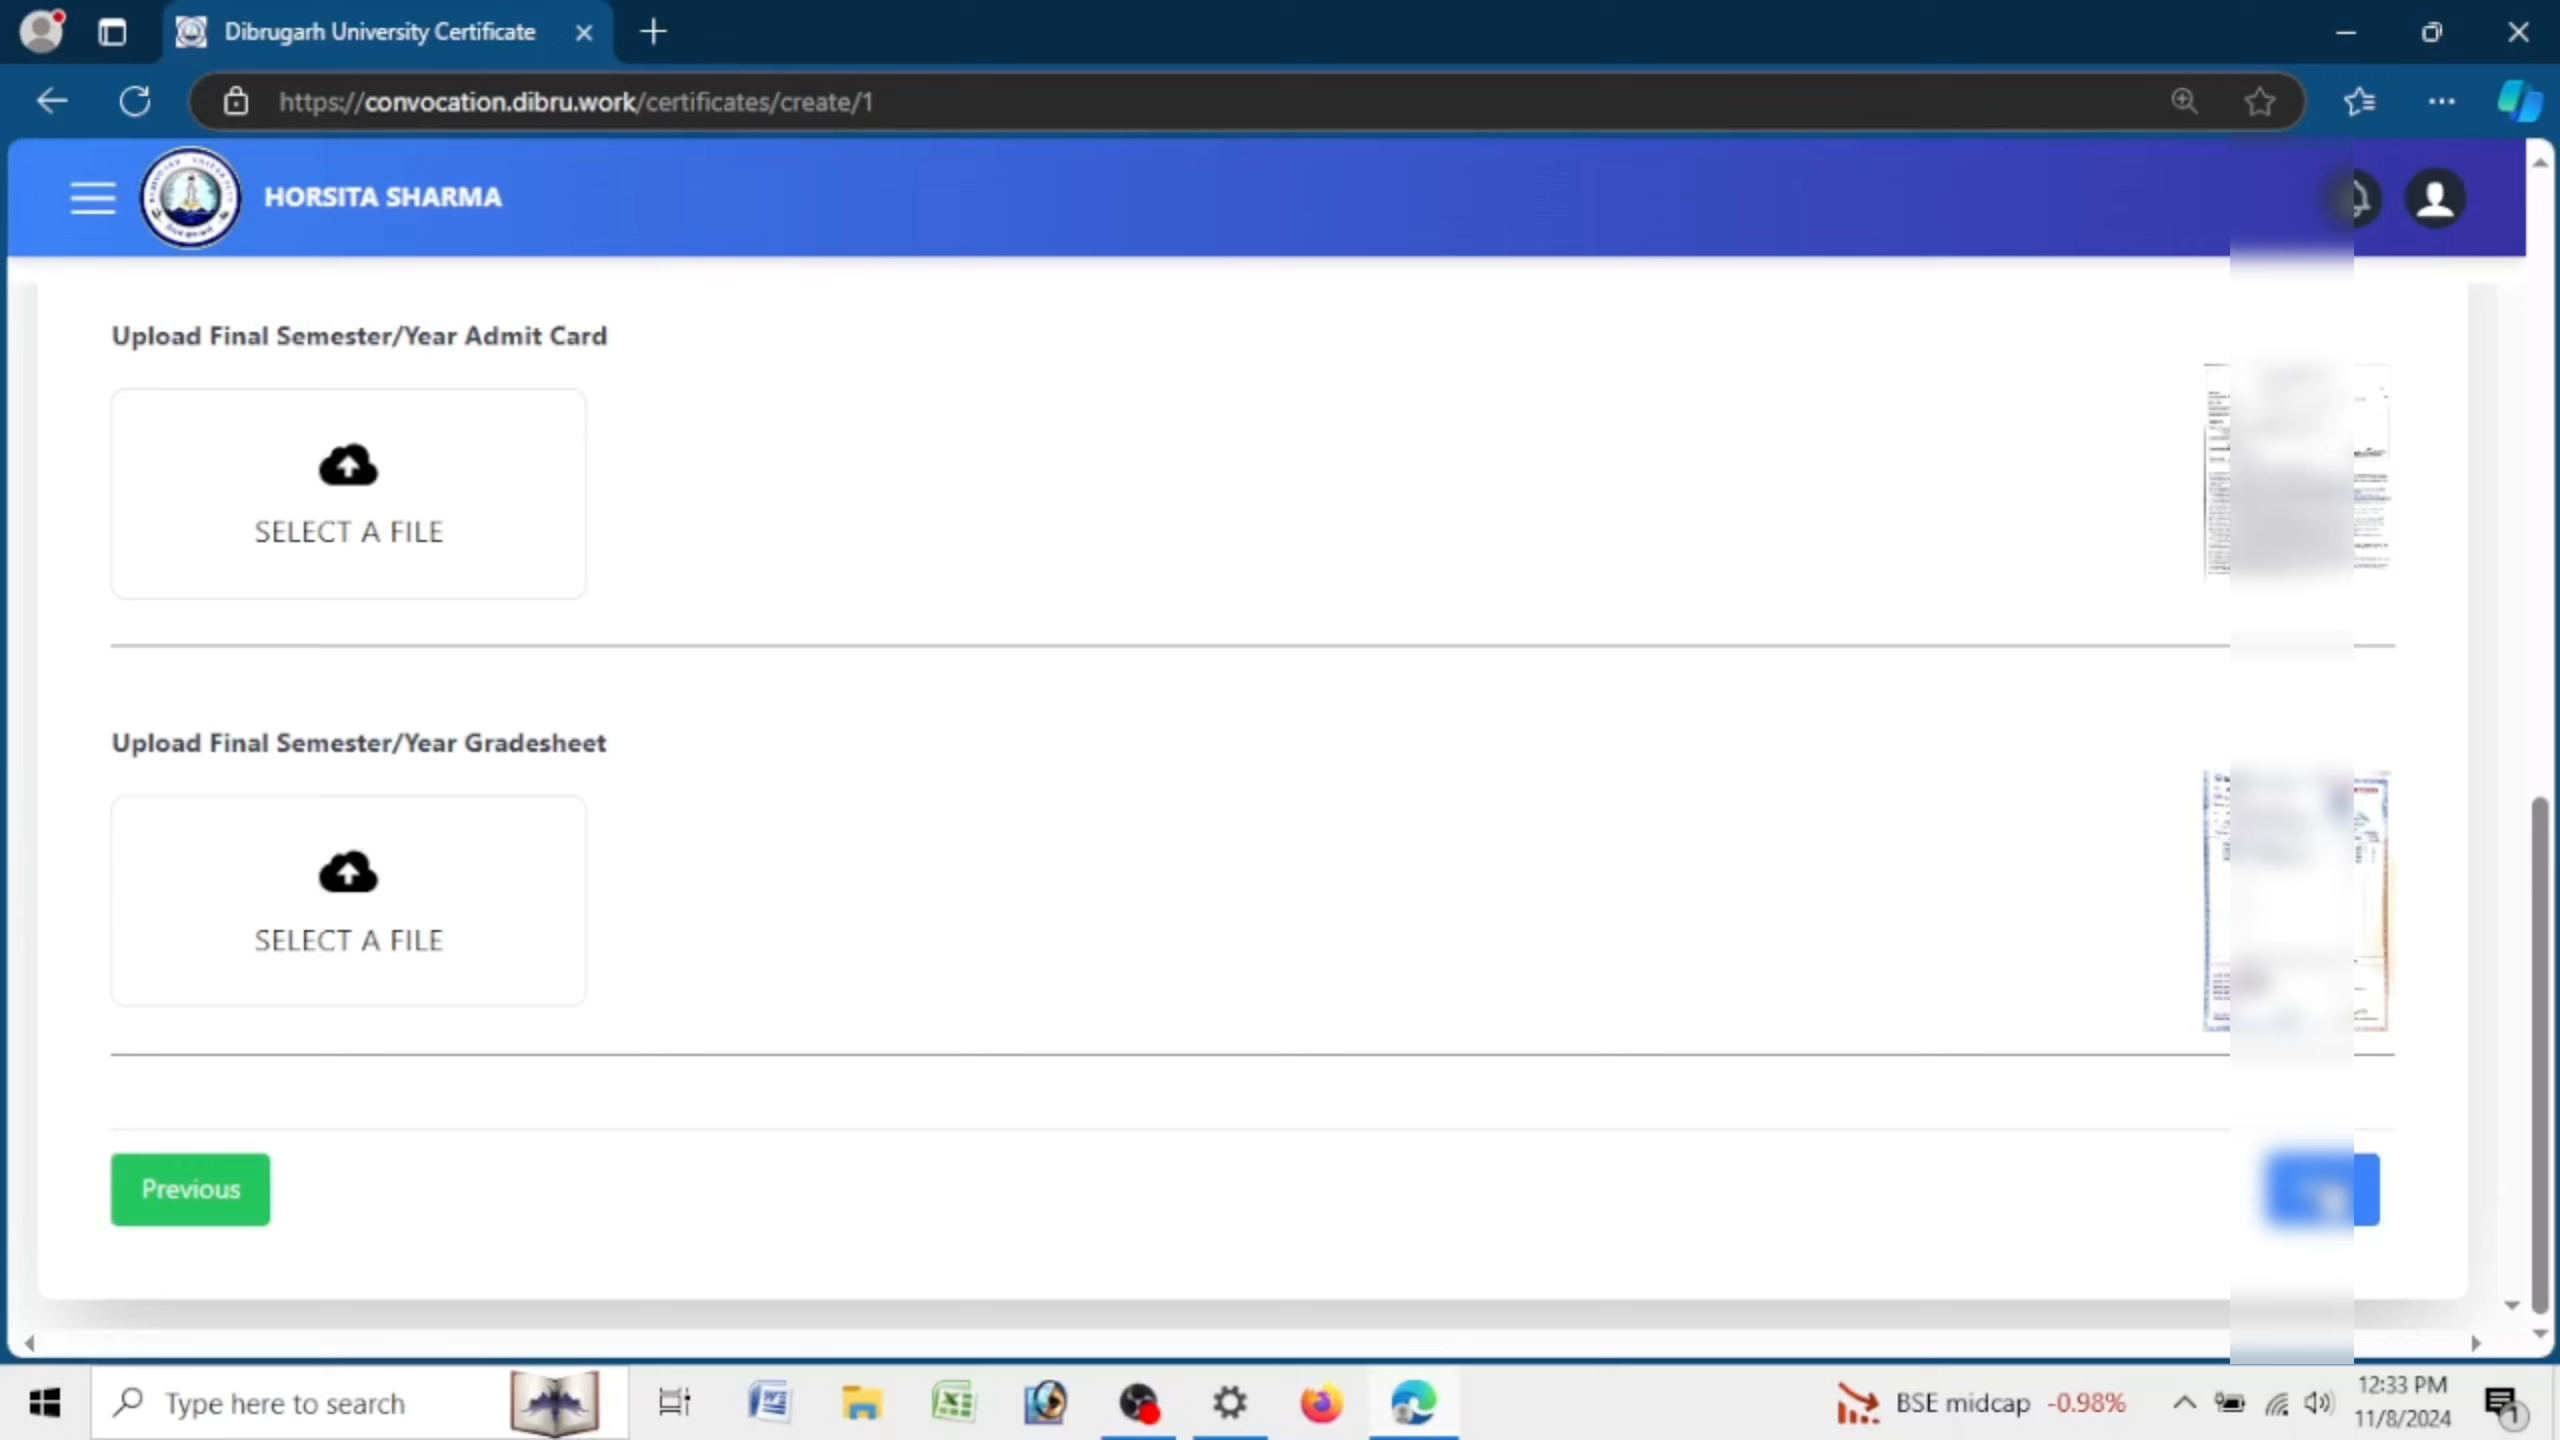 Dibrugarh University Certificate
https://convocation.dibru.work/certificates/create/1
HORSITA SHARMA
Upload Final Semester/Year Admit Card
SELECT A FILE
Upload Final Semester/Year Gradesheet
SELECT A FILE
Previous
Type here to search
BSE midcap -0.98%
12:33 PM
11/8/2024
1